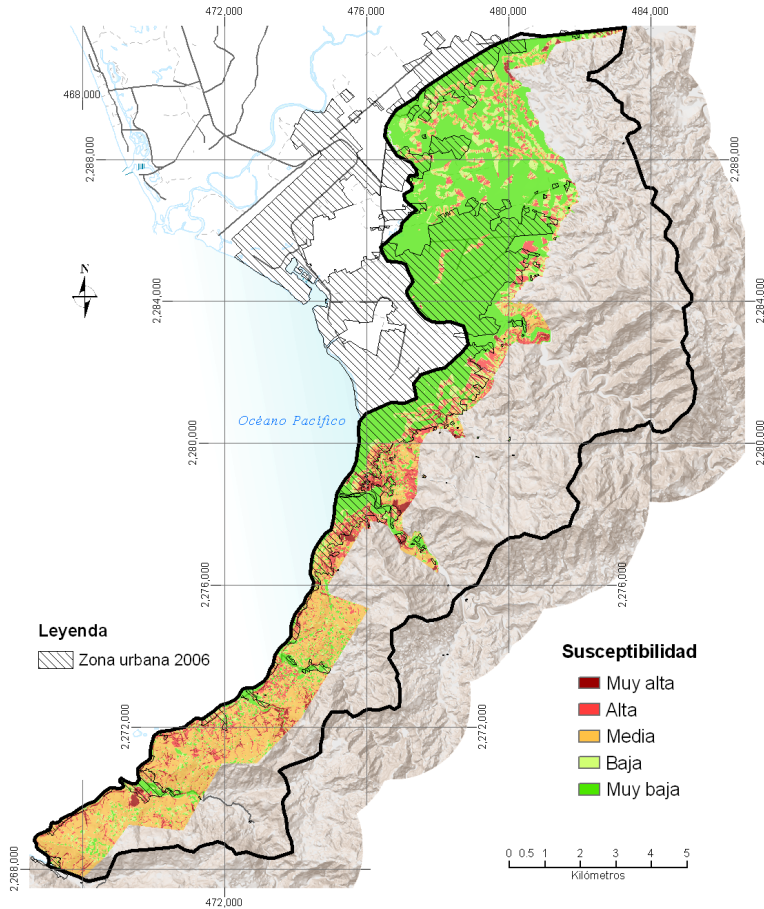 472,000
476,000
480,000
484,000
468,000
2,288,000
2,288,000
N
2,284,000
2,284,000
Océano Pacífico
2,280,000
2,280,000
2,276,000
2,276,000
Leyenda
Zona urbana 2006
Susceptibilidad
Muy alta
Alta
Media
Baja
Muy baja
2,272,000
2,272,000
0 0.5 1 2 3 4 5
Kilómetros
2,268,000
472,000